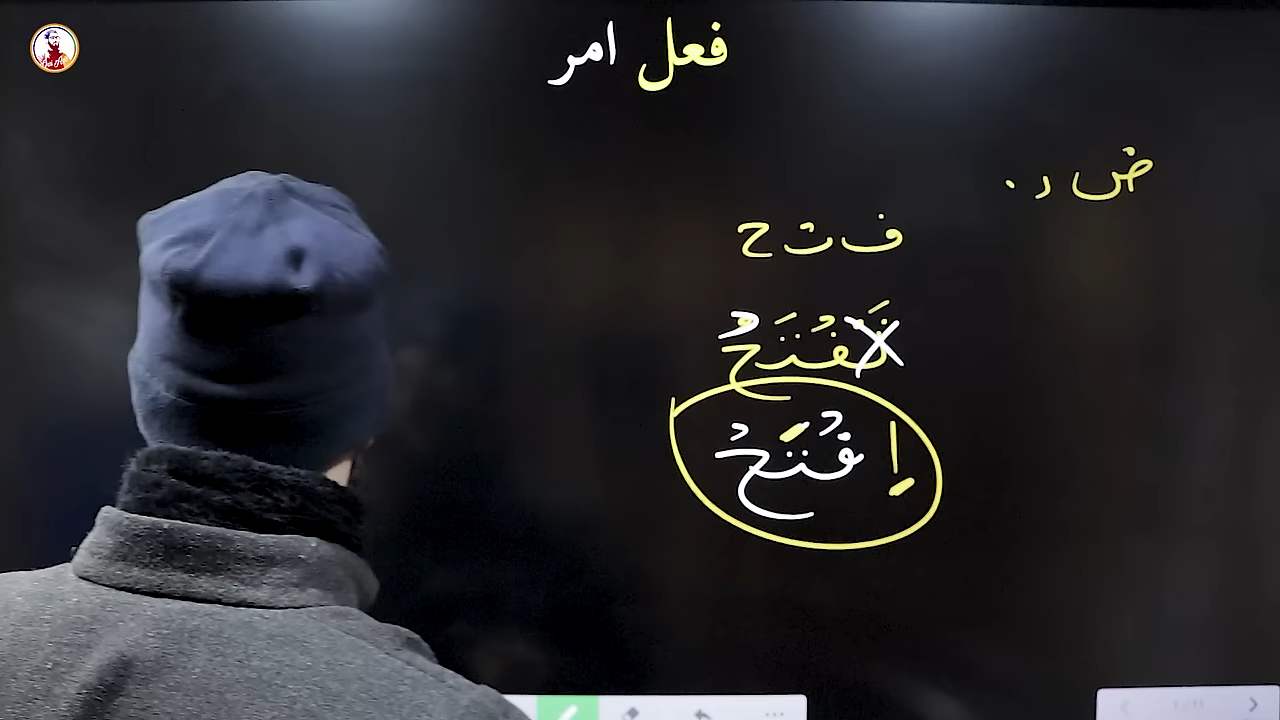 فعل امر
ض ر
ف ت ح
تَفْتَحُ
اِفْتَحْ